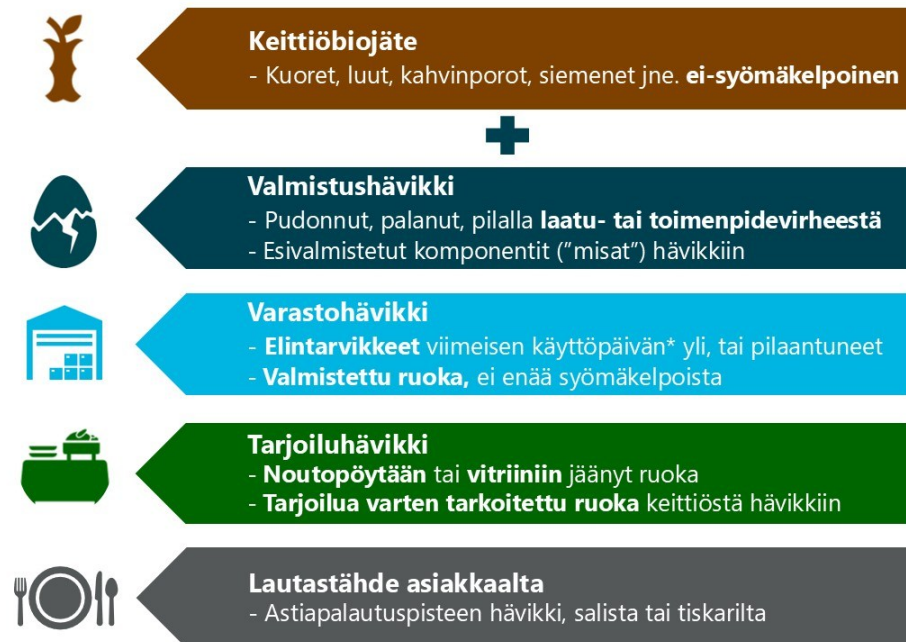 Keittiöbiojäte
- Kuoret, luut, kahvinporot, siemenet jne. ei-syömäkelpoinen
Valmistushävikki
- Pudonnut, palanut, pilalla laatu- tai toimenpidevirheestä
- Esivalmistetut komponentit ("misat") hävikkiin
Varastohävikki
- Elintarvikkeet viimeisen käyttöpäivän* yli, tai pilaantuneet
- Valmistettu ruoka, ei enää syömäkelpoista
Tarjoiluhävikki
- Noutopöytään tai vitriiniin jäänyt ruoka
- Tarjoilua varten tarkoitettu ruoka keittiöstä hävikkiin
Lautastähde asiakkaalta
- Astiapalautuspisteen hävikki, salista tai tiskarilta